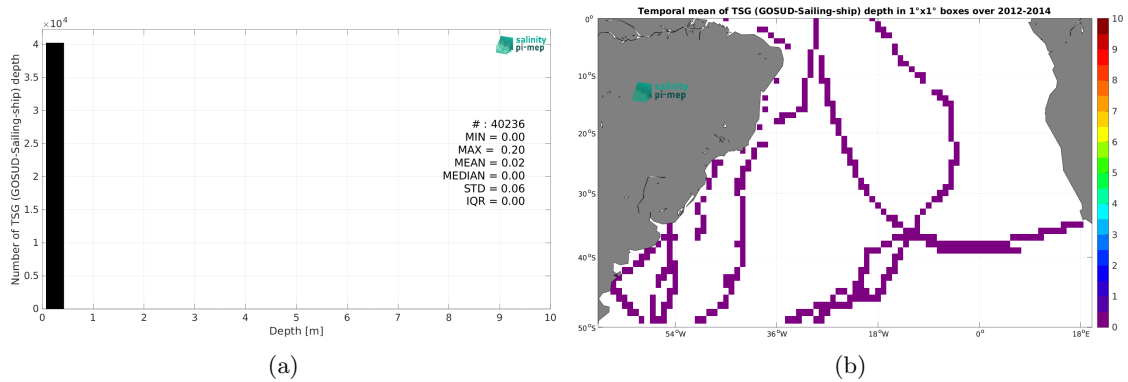 ×10⁴
4
3.5
3
2.5
2
1.5
1
0.5
0
Number of TSG (GOSUD-Sailing-ship) depth
salinity
pi-mep
# : 40236
MIN = 0.00
MAX = 0.20
MEAN = 0.02
MEDIAN = 0.00
STD = 0.06
IQR = 0.00
0 1 2 3 4 5 6 7 8 9 10
Depth [m]
(a)
Temporal mean of TSG (GOSUD-Sailing-ship) depth in 1°x1° boxes over 2012-2014
0°
10°S
20°S
30°S
40°S
50°S
salinity
pi-mep
54°W 36°W 18°W 0° 18°E
10
9
8
7
6
5
4
3
2
1
0
(b)